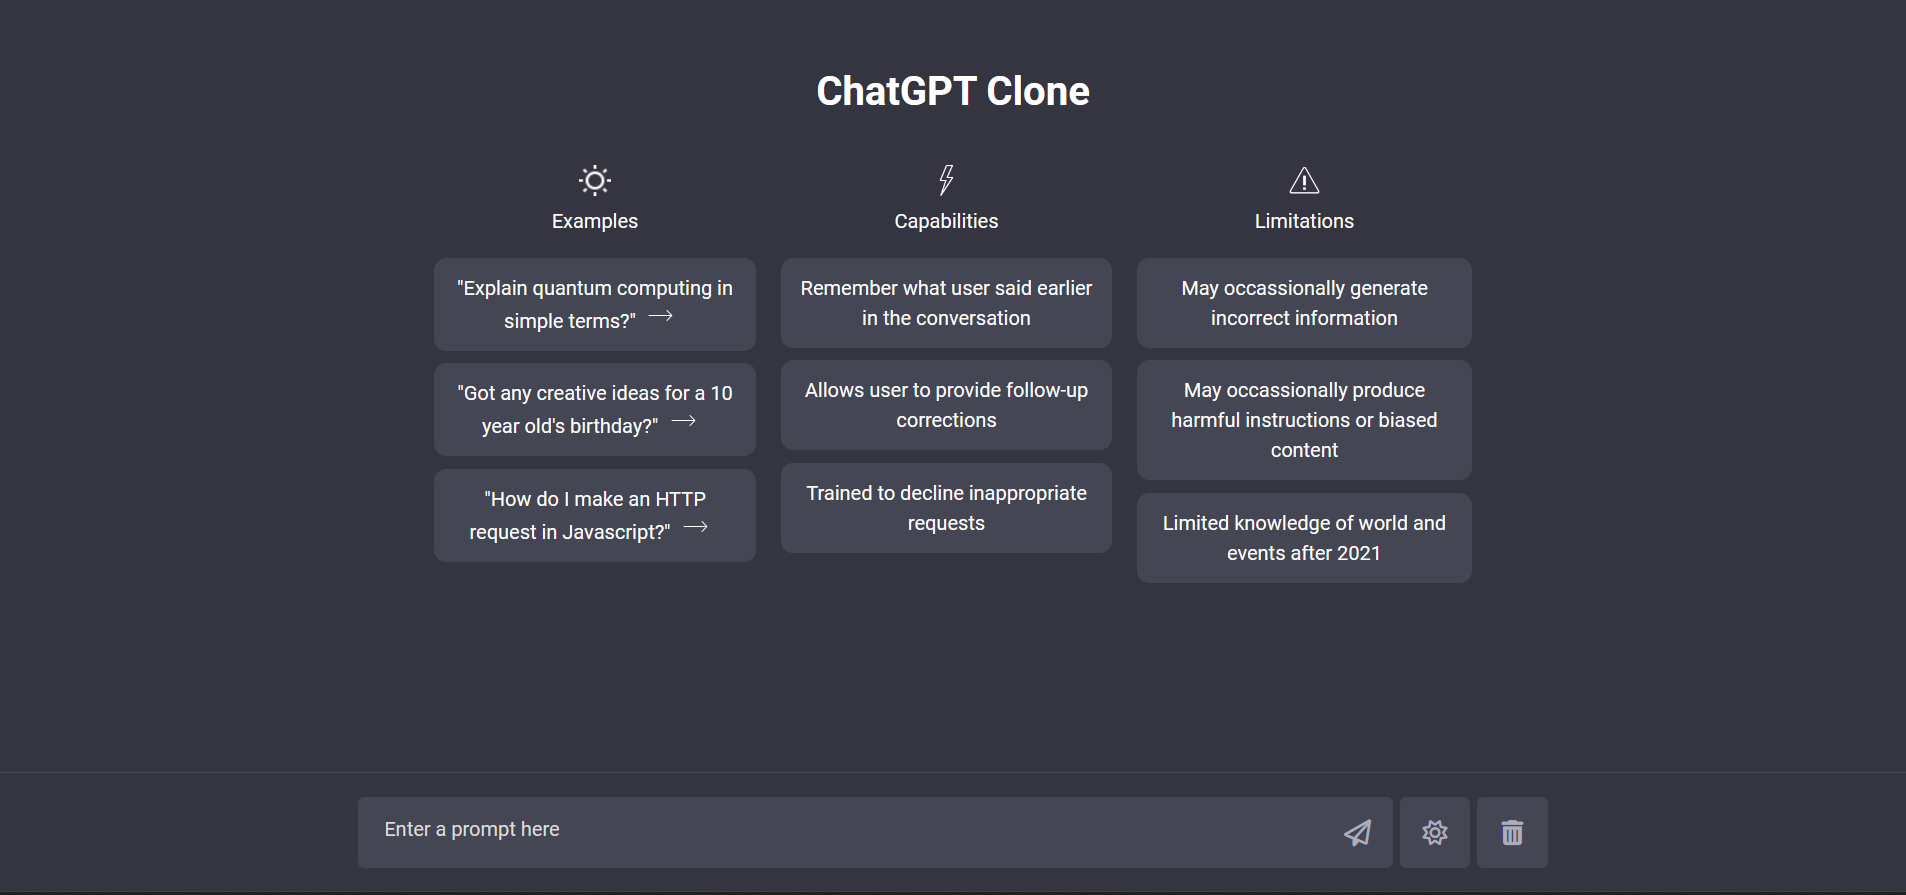 ChatGPT Clone
Examples
"Explain quantum computing in
simple terms?"
"Got any creative ideas for a 10
year old's birthday?"
"How do I make an HTTP
request in Javascript?"
Capabilities
Remember what user said earlier
in the conversation
Allows user to provide follow-up
corrections
Trained to decline inappropriate
requests
Limitations
May occassionally generate
incorrect information
May occassionally produce
harmful instructions or biased
content
Limited knowledge of world and
events after 2021
Enter a prompt here